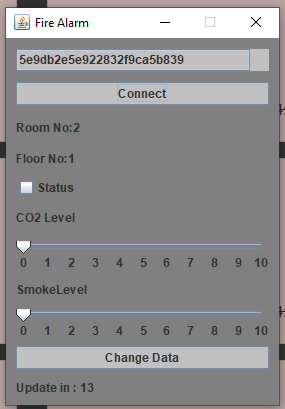 Fire Alarm
5e9db2e5e922832f9ca5b839
Connect
Room No:2
Floor No:1
Status
CO2 Level
0 1 2 3 4 5 6 7 8 9 10
SmokeLevel
0 1 2 3 4 5 6 7 8 9 10
Change Data
Update in : 13